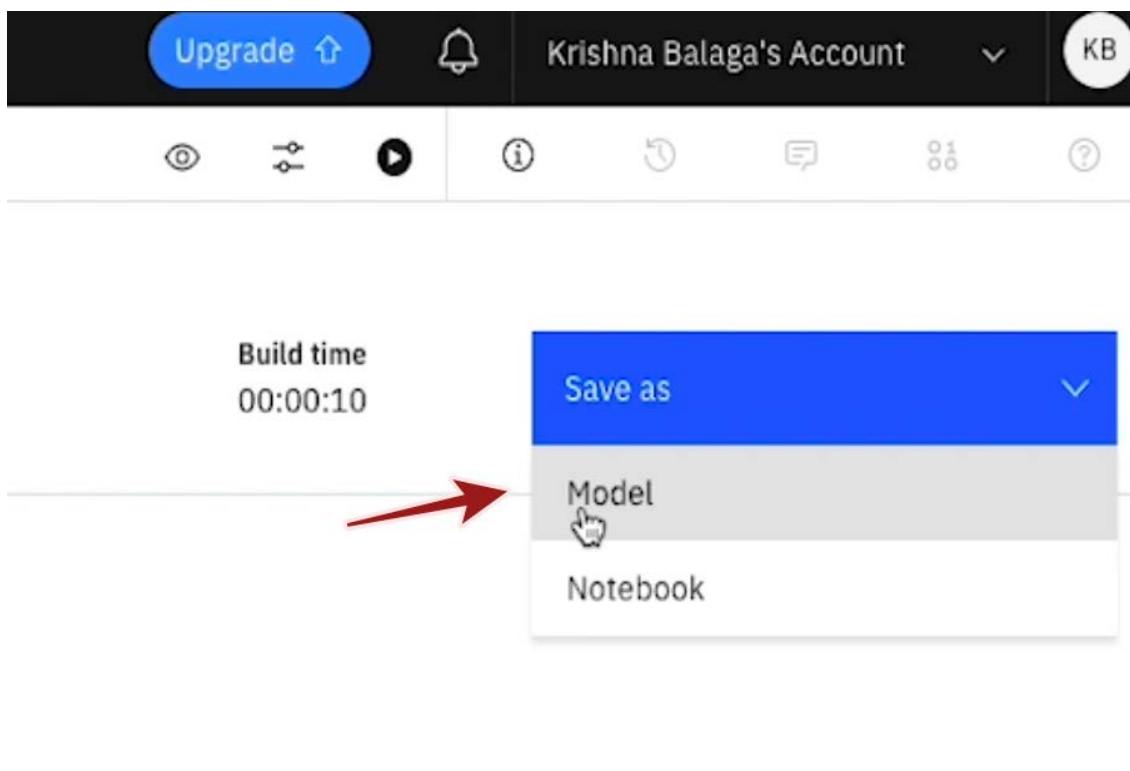 Upgrade
Krishna Balaga's Account
KB
Build time
00:00:10
Save as
Model
Notebook